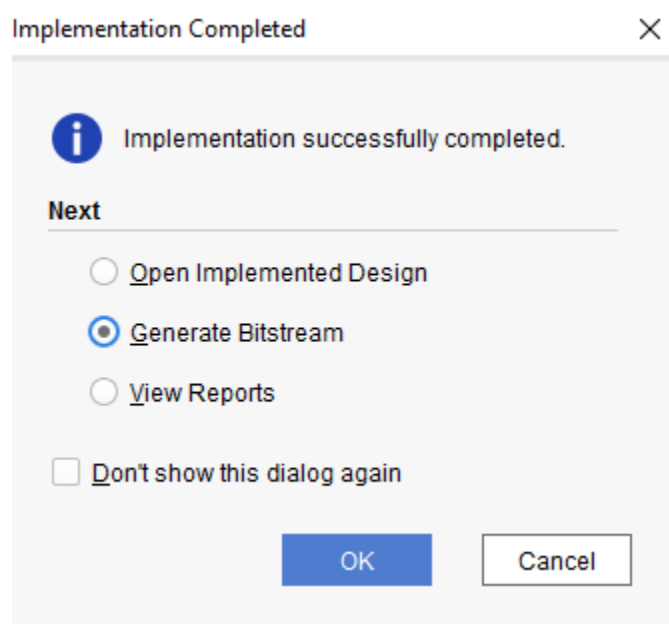 Implementation Completed
Implementation successfully completed.
Next
Open Implemented Design
Generate Bitstream
View Reports
Don't show this dialog again
OK
Cancel